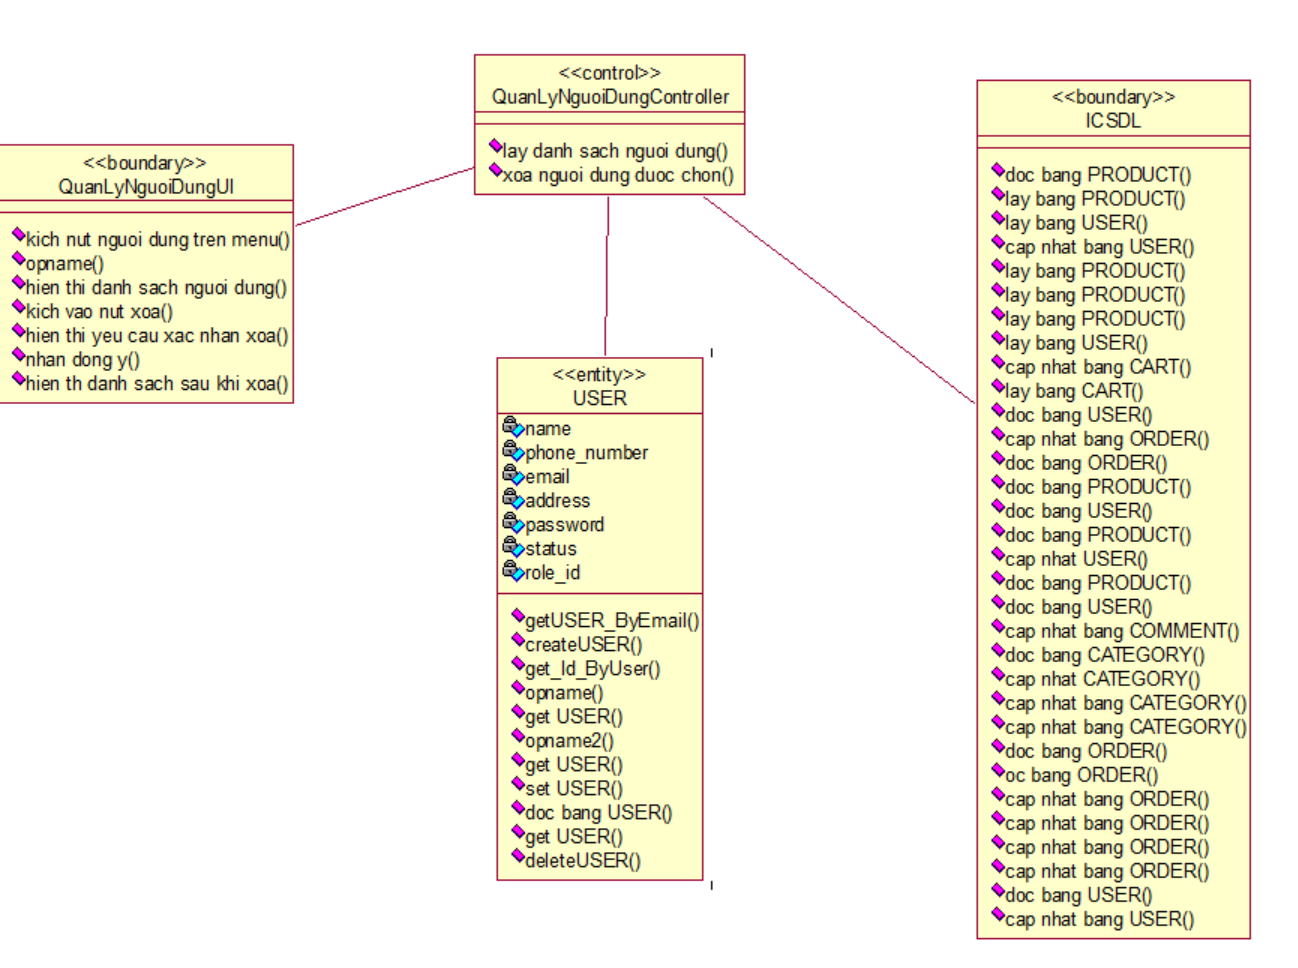 <<control>>
QuanLyNguoiDungController
lay danh sach nguoi dung()
xoa nguoi dung duoc chon()
<<boundary>>
QuanLyNguoiDungUI
kich nut nguoi dung tren menu()
opname()
hien thi danh sach nguoi dung()
kich vao nut xoa()
hien thi yeu cau xac nhan xoa()
nhan dong y()
hien th danh sach sau khi xoa()
<<entity>>
USER
name
phone_number
email
address
password
status
role_id
getUSER_ByEmail()
createUSER()
get_Id_ByUser()
opname()
get USER()
opname2()
get USER()
set USER()
doc bang USER()
get USER()
deleteUSER()
<<boundary>>
ICSDL
doc bang PRODUCT()
lay bang PRODUCT()
lay bang USER()
cap nhat bang USER()
lay bang PRODUCT()
lay bang PRODUCT()
lay bang PRODUCT()
lay bang USER()
cap nhat bang CART()
lay bang CART()
doc bang USER()
cap nhat bang ORDER()
doc bang ORDER()
doc bang PRODUCT()
doc bang USER()
doc bang PRODUCT()
cap nhat USER()
doc bang PRODUCT()
doc bang USER()
cap nhat bang COMMENT()
doc bang CATEGORY()
cap nhat CATEGORY()
cap nhat bang CATEGORY()
cap nhat bang CATEGORY()
doc bang ORDER()
oc bang ORDER()
cap nhat bang ORDER()
cap nhat bang ORDER()
cap nhat bang ORDER()
cap nhat bang ORDER()
doc bang USER()
cap nhat bang USER()